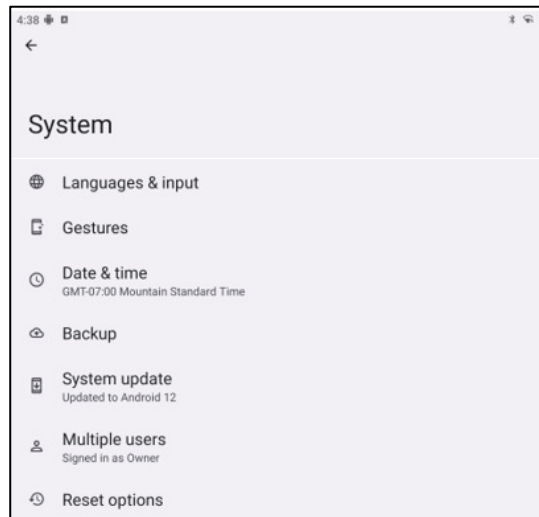 4:38
System
Languages & input
Gestures
Date & time
GMT-07:00 Mountain Standard Time
Backup
System update
Updated to Android 12
Multiple users
Signed in as Owner
Reset options